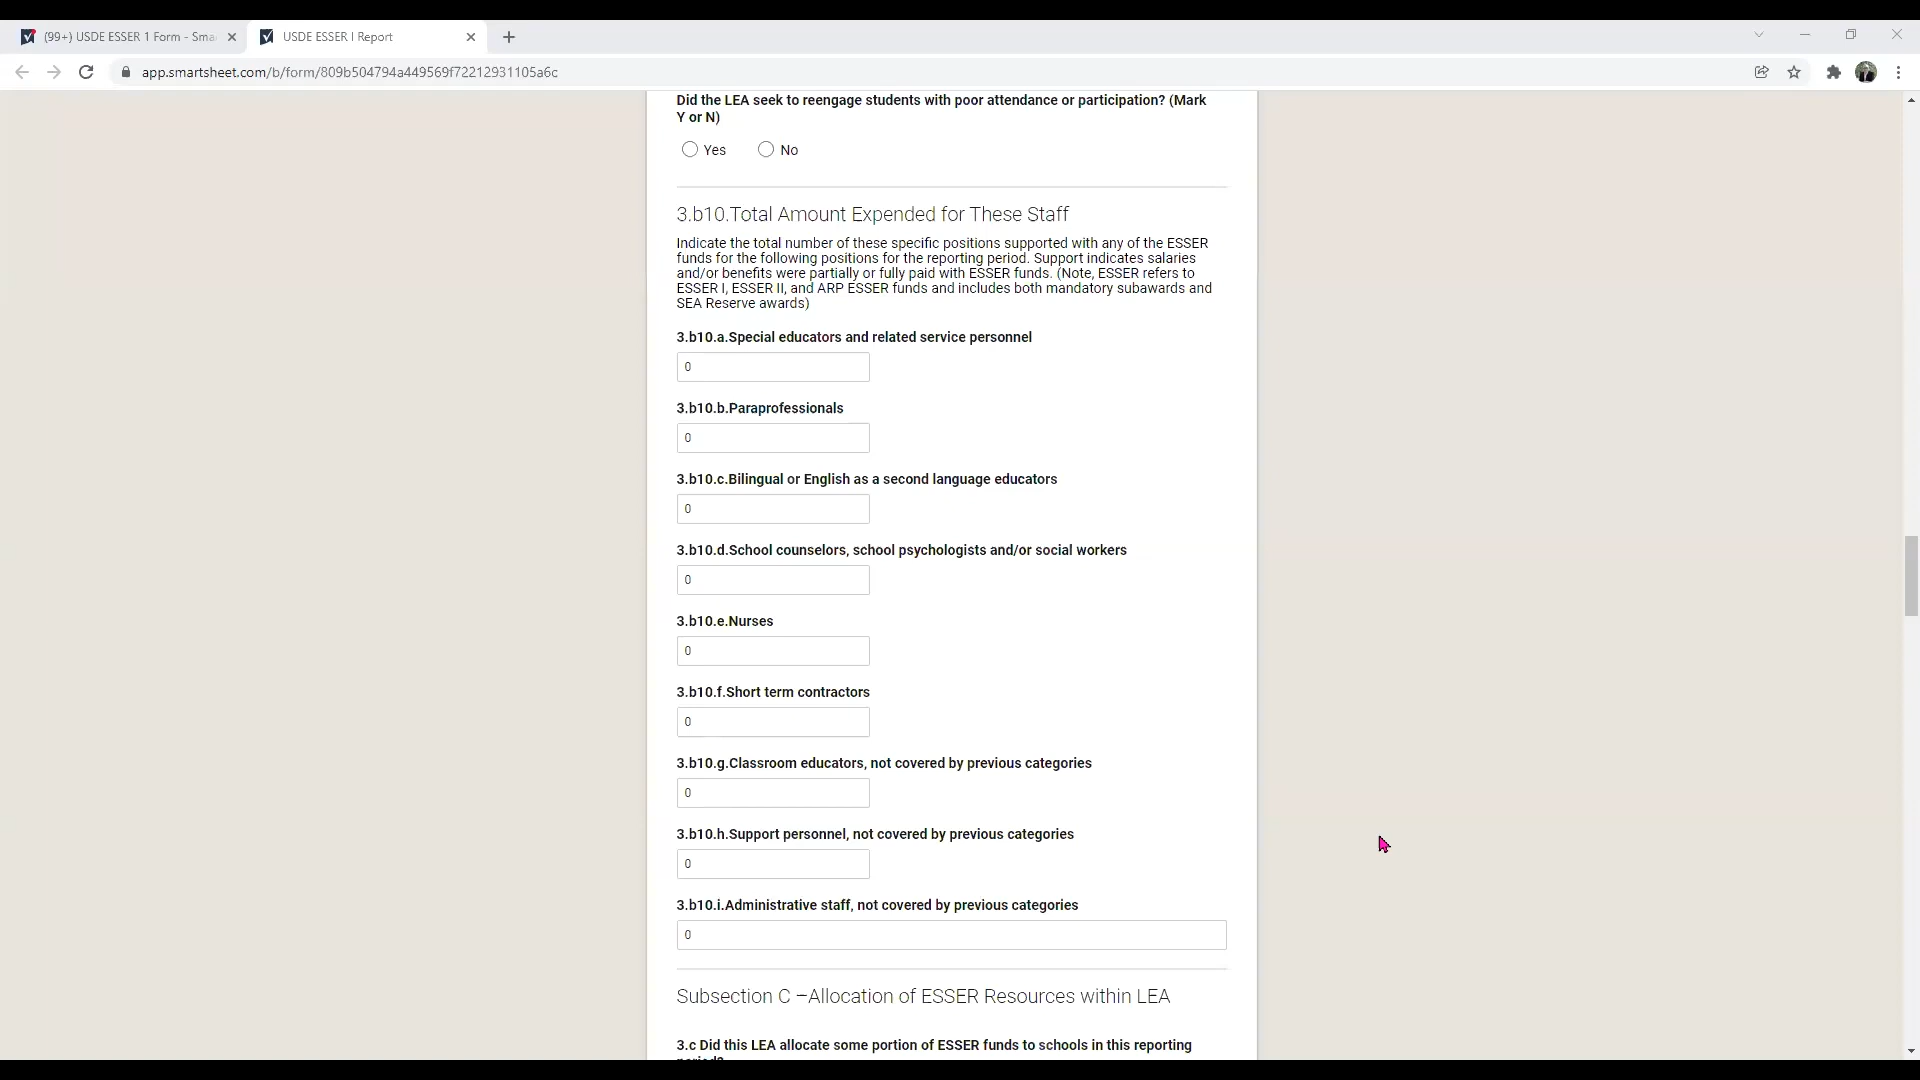 (99+) USDE ESSER 1 Form - Sma
USDE ESSER I Report
app.smartsheet.com/b/form/809b504794a449569f72212931105a6c
Did the LEA seek to reengage students with poor attendance or participation? (Mark
Y or N)
Yes No
3.b10.Total Amount Expended for These Staff
Indicate the total number of these specific positions supported with any of the ESSER
funds for the following positions for the reporting period. Support indicates salaries
and/or benefits were partially or fully paid with ESSER funds. (Note, ESSER refers to
ESSER I, ESSER II, and ARP ESSER funds and includes both mandatory subawards and
SEA Reserve awards)
3.b10.a.Special educators and related service personnel
0
3.b10.b.Paraprofessionals
0
3.b10.c.Bilingual or English as a second language educators
0
3.b10.d.School counselors, school psychologists and/or social workers
0
3.b10.e.Nurses
0
3.b10.f.Short term contractors
0
3.b10.g.Classroom educators, not covered by previous categories
0
3.b10.h.Support personnel, not covered by previous categories
0
3.b10.i.Administrative staff, not covered by previous categories
0
Subsection C –Allocation of ESSER Resources within LEA
3.c Did this LEA allocate some portion of ESSER funds to schools in this reporting